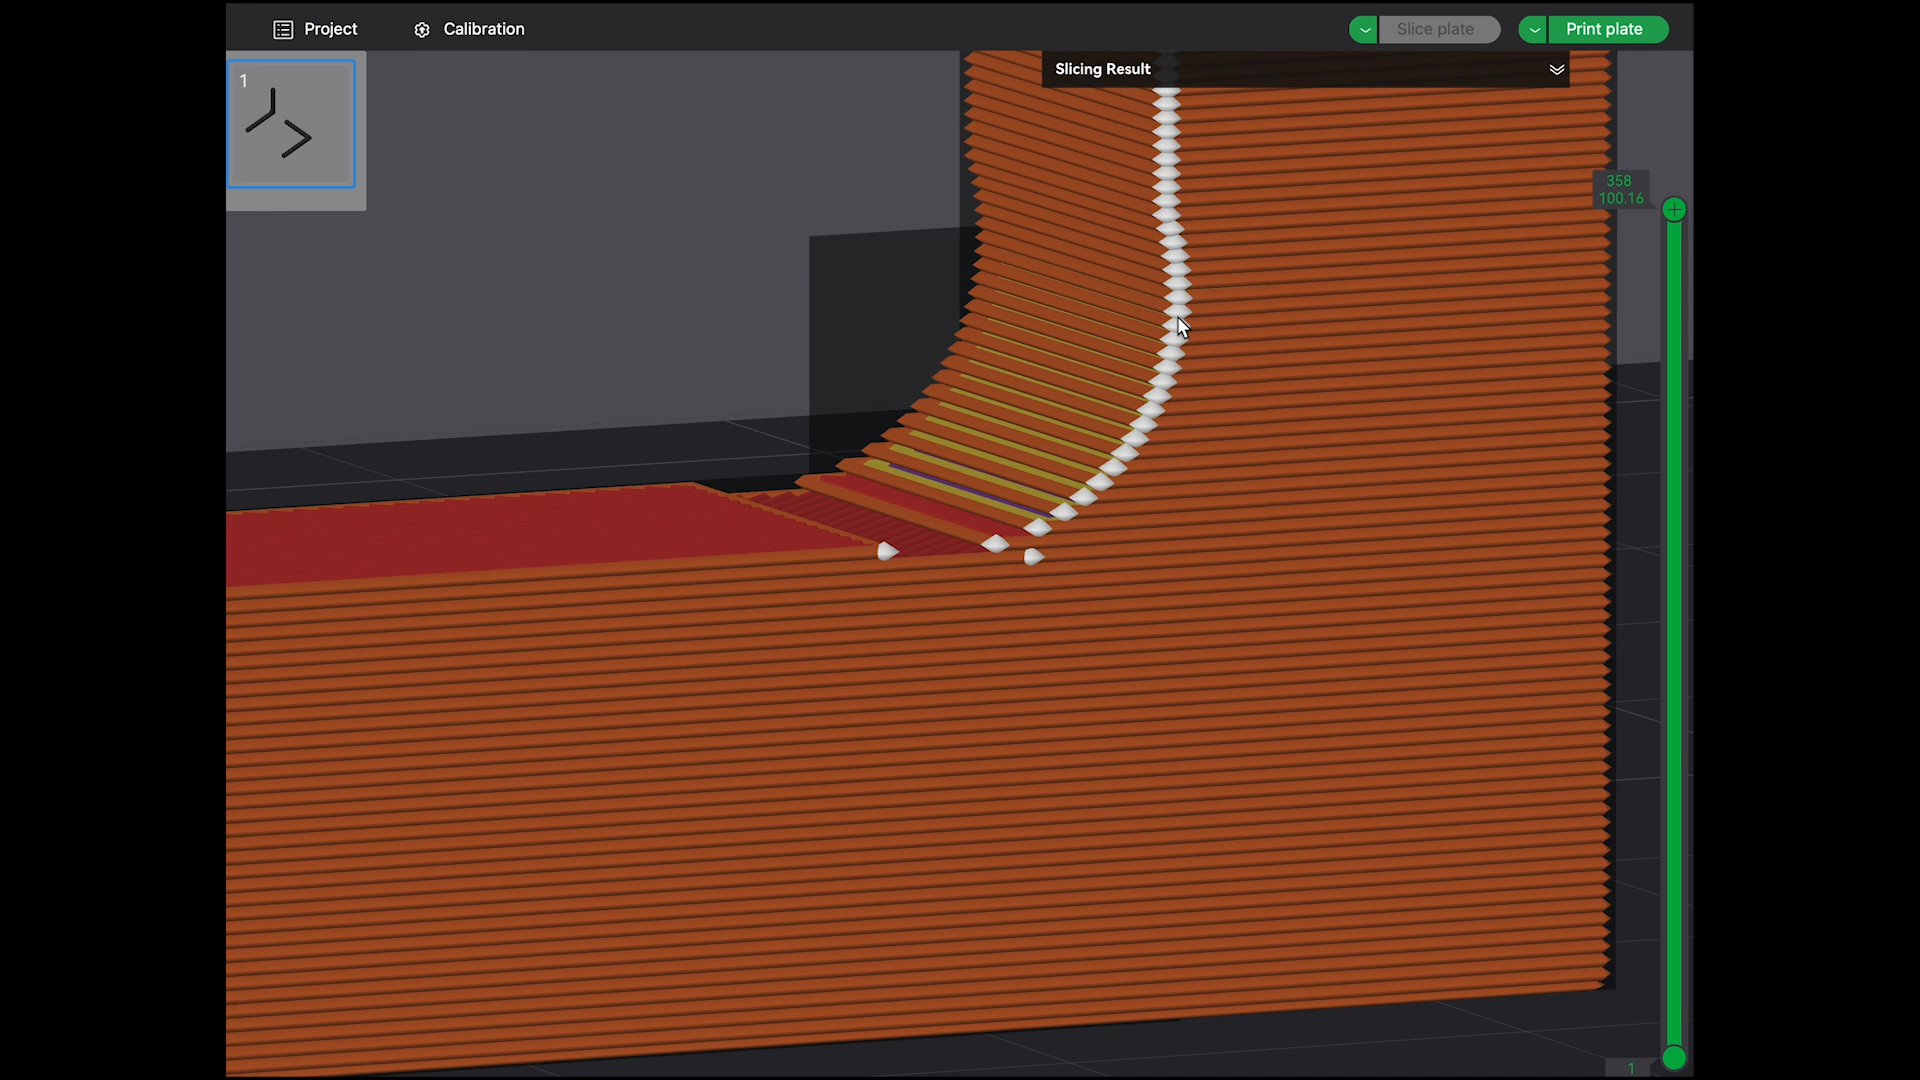 Project
Calibration
Slice plate
Print plate
1
Slicing Result
358
100.16
1